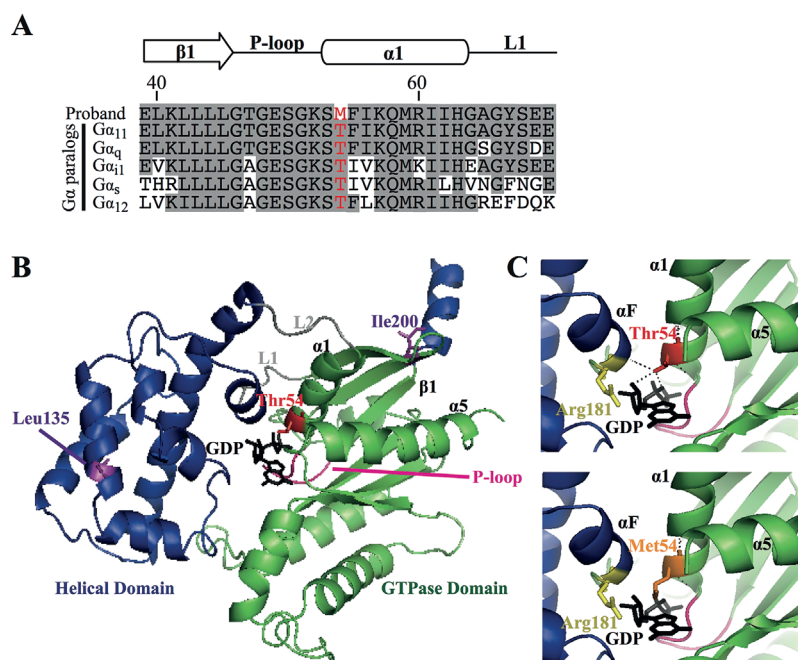 A
β1 P-loop α1 L1
40 60
Proband ELKLLLLGTGESGKSMFIKQMRIIHGAGYSEE
Gα11 ELKLLLLGTGESGKSTFIKQMRIIHGAGYSEE
Gαq ELKLLLLGTGESGKSTFIKQMRIIHGSGYSDE
Gαi1 EVKLLLLGAGESGKSTIVKQMKIIHEAGYSEE
Gαs THRLLLLGAGESGKSTIVKQMRILHVNGFNGE
Gα12 LVKILLLGAGESGKSTFLKQMRIIHGREFDQK
Gα paralogs
B
L2
Ile200
L1
α1
β1
Thr54
α5
Leu135
GDP
P-loop
Helical Domain
GTPase Domain
C
α1
αF
Thr54
α5
Arg181
GDP
α1
αF
Met54
α5
Arg181
GDP